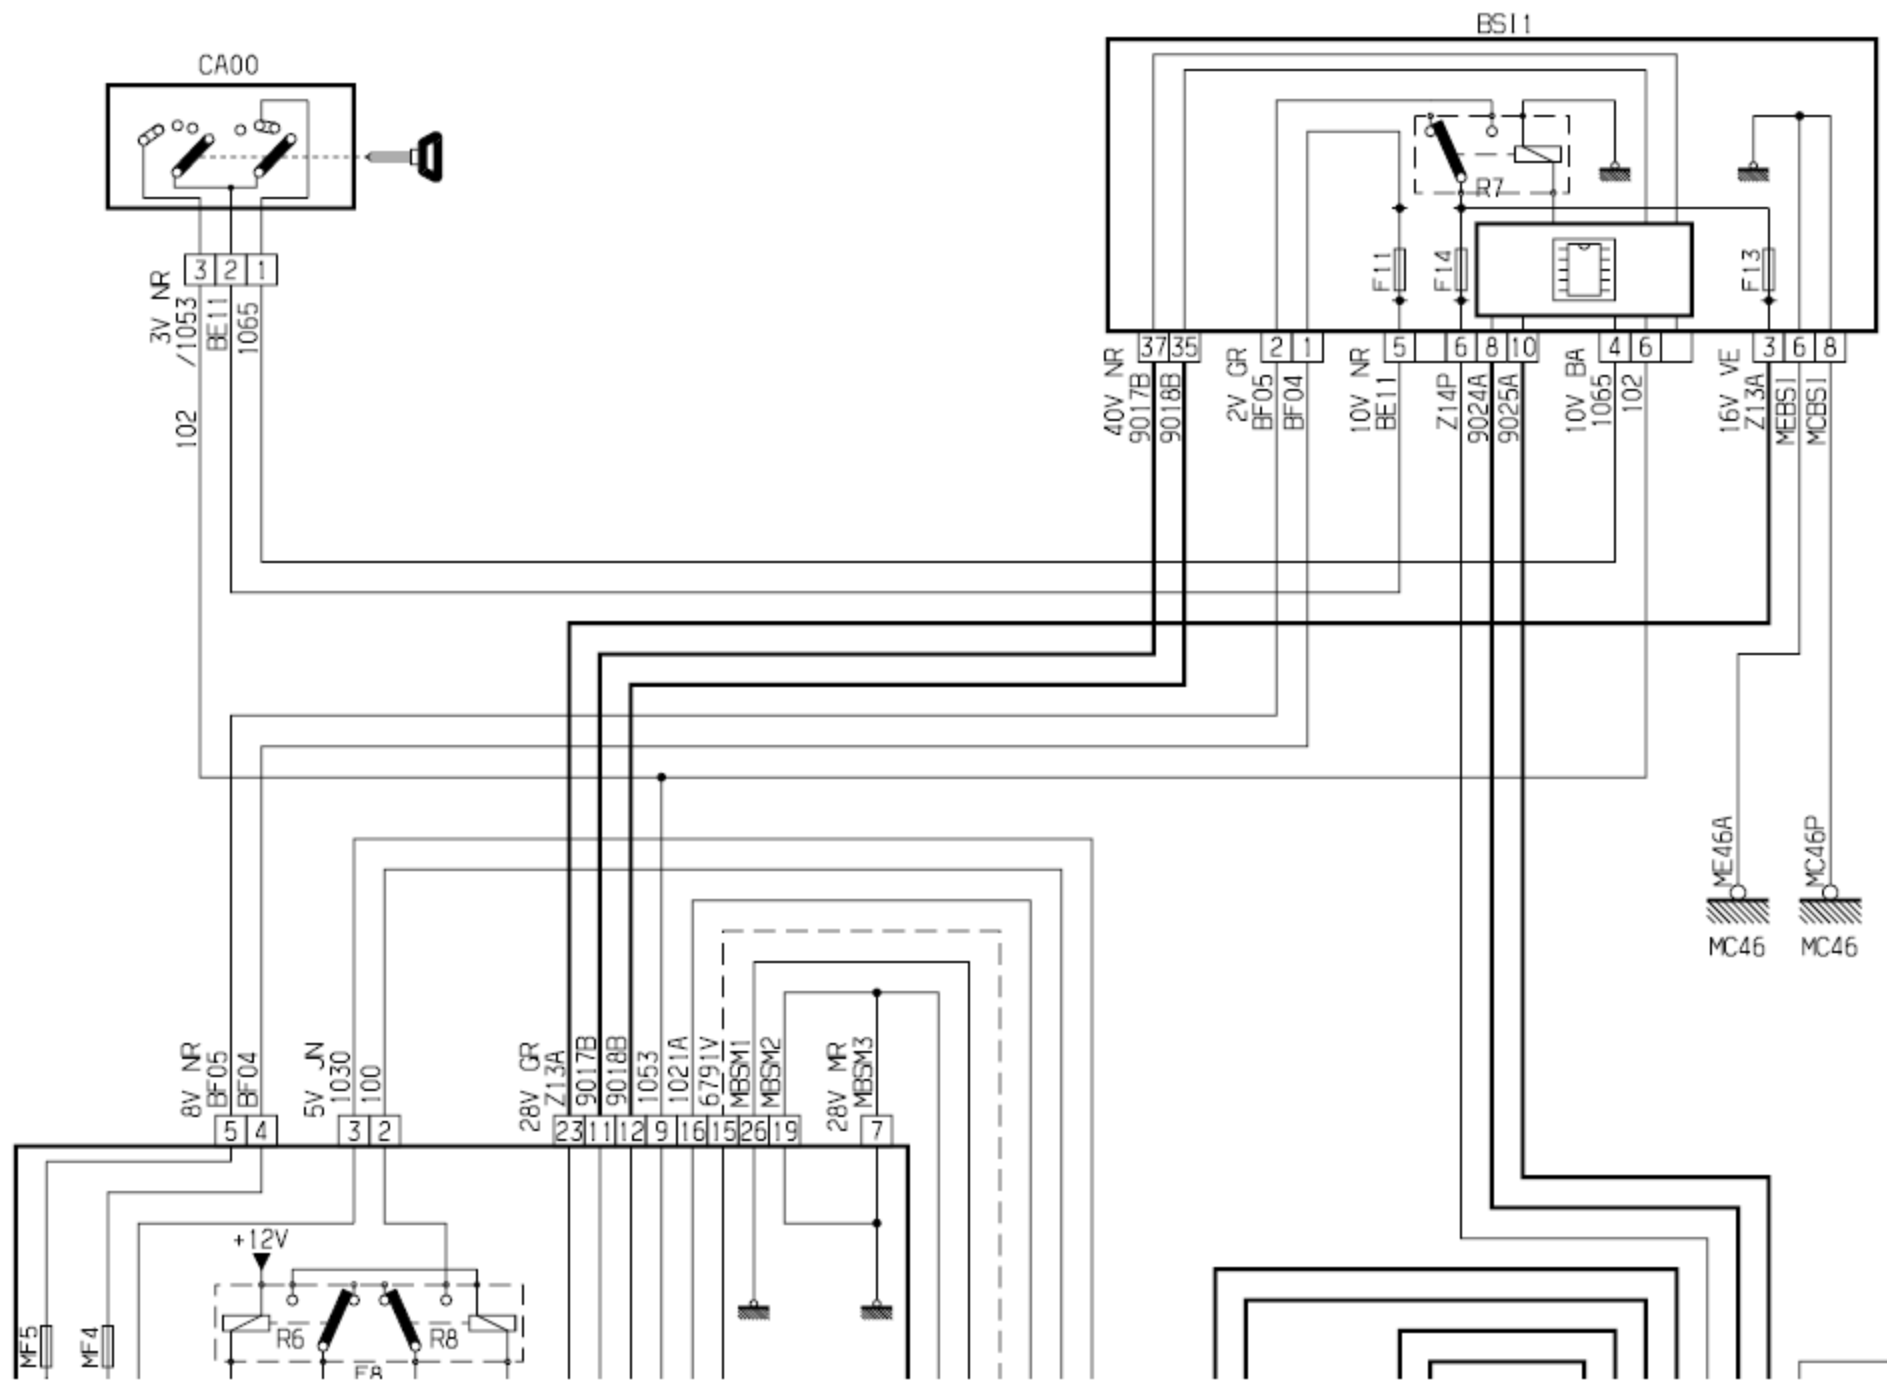 BSI1
CA00
R7
F11
F14
F13
3 2 1
3V NR
/1053
BE11
1065
102
37 35
2 1
5
6 8 10
4 6
3 6 8
40V NR
9017B
9018B
2V GR
BF05
BF04
10V NR
BE11
Z14P
9024A
9025A
10V BA
1065
102
16V VE
Z13A
MEBSI
MCBSI
ME46A
MC46P
MC46
MC46
8V NR
BF05
BF04
5V JN
1030
100
28V GR
Z13A
9017B
9018B
1053
1021A
6791V
MBSM1
MBSM2
28V MR
MBSM3
5 4
3 2
23 11 12 9 16 15 26 19
7
+12V
MF5
MF4
R6
R8